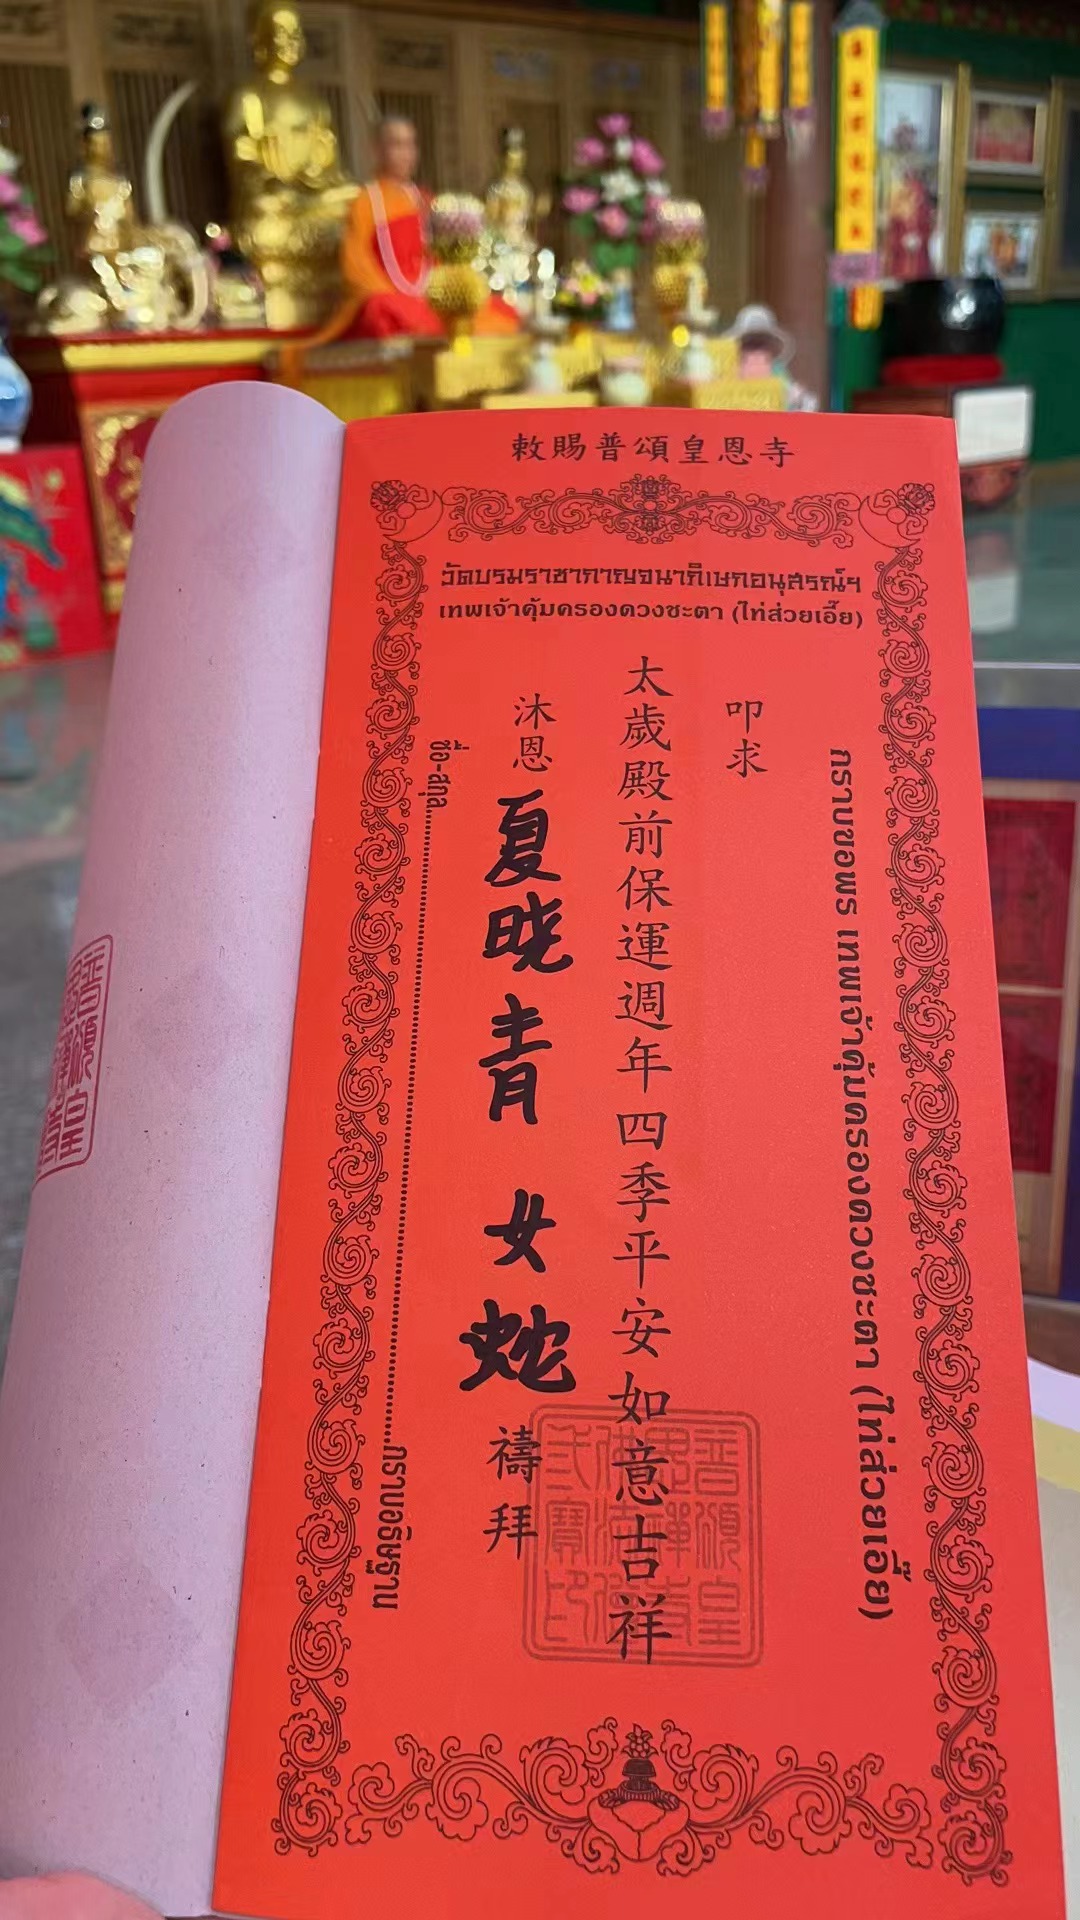 敕賜普頌皇恩寺
วัดบรมราชากาญจนาภิเษกอนุสรณ์ฯ
เทพเจ้าคุ้มครองดวงชะตา (ไท่ส่วยเอี๊ย)
กราบขอพร เทพเจ้าคุ้มครองดวงชะตา (ไท่ส่วยเอี๊ย)
叩求
太歲殿前保運週年四季平安如意吉祥
沐恩 夏晓青 女 蛇 禱拜
ชื่อ-สกุล......กราบอธิษฐาน
普頌皇